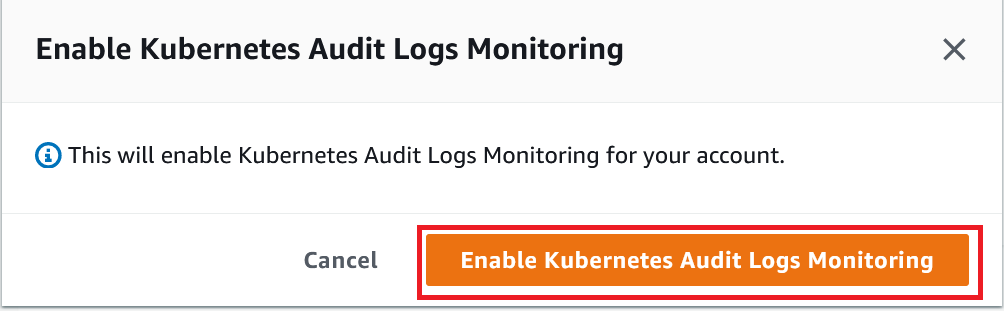 Enable Kubernetes Audit Logs Monitoring
This will enable Kubernetes Audit Logs Monitoring for your account.
Cancel
Enable Kubernetes Audit Logs Monitoring